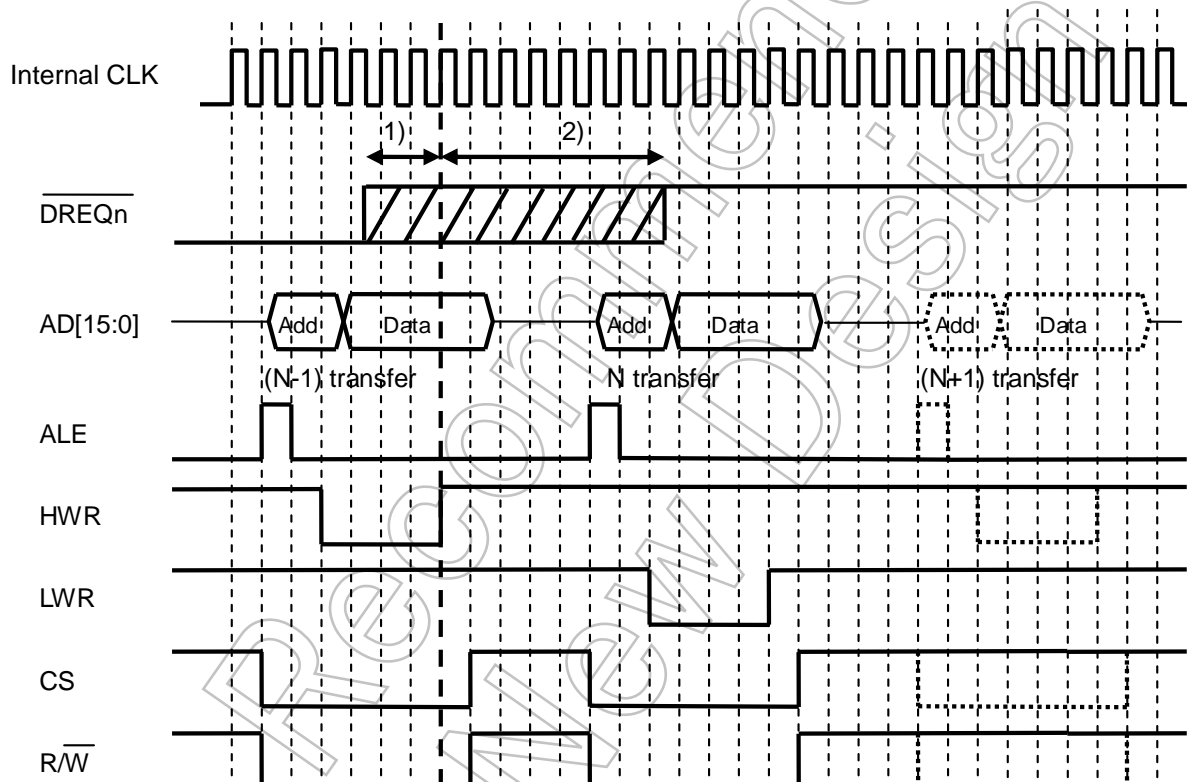 Internal CLK
1) 2)
DREQn
AD[15:0] Add Data Add Data Add Data
(N-1) transfer N transfer (N+1) transfer
ALE
HWR
LWR
CS
R/W